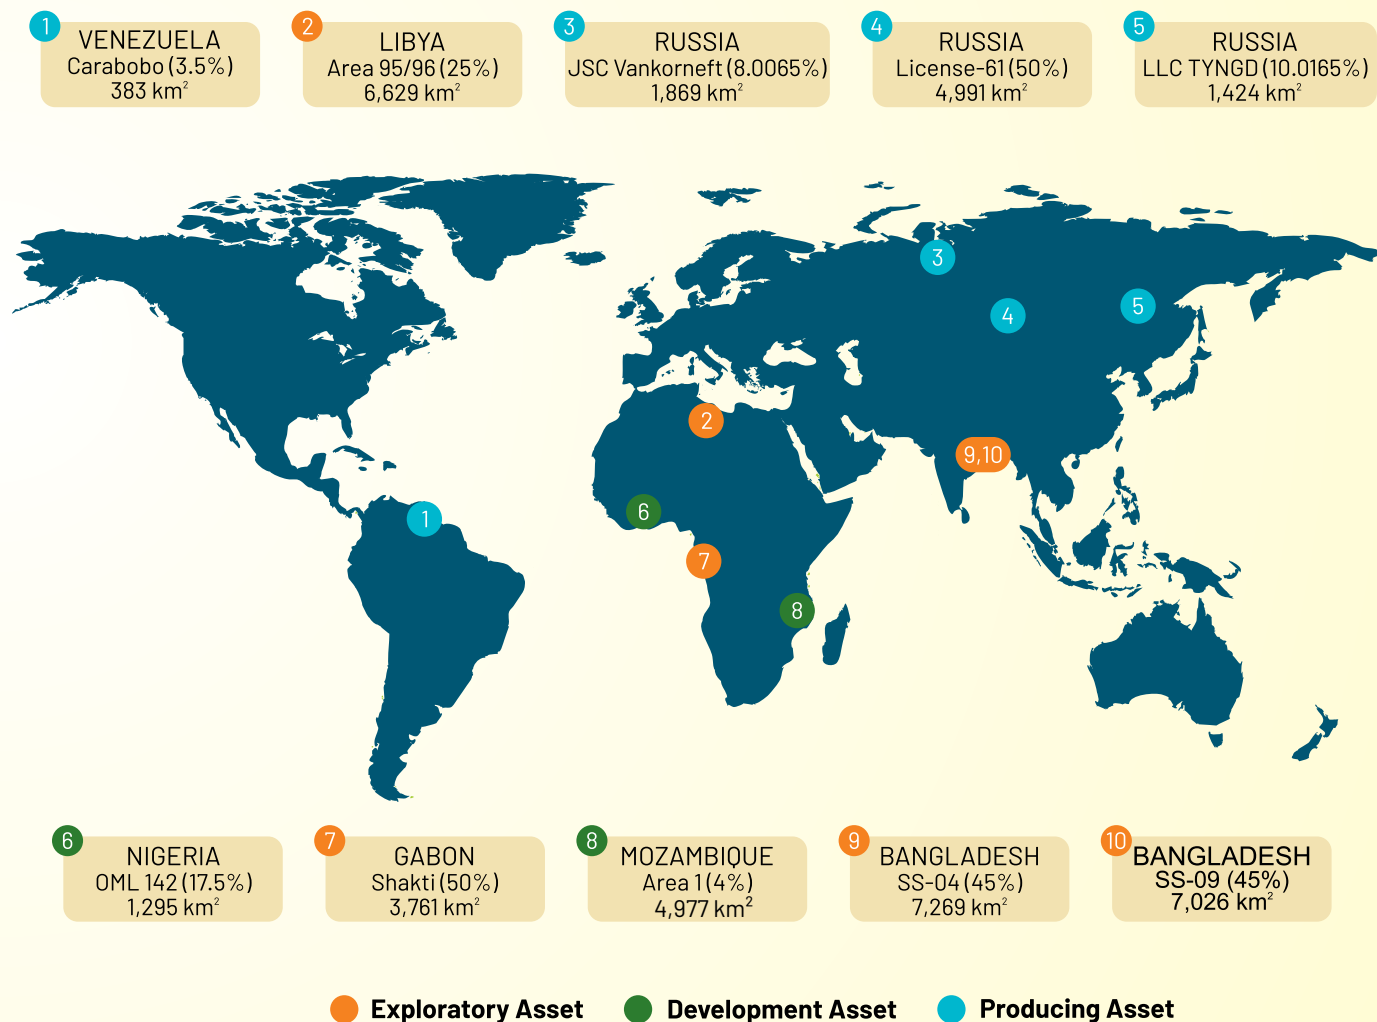 1
VENEZUELA
Carabobo (3.5%)
383 km²
2
LIBYA
Area 95/96 (25%)
6,629 km²
3
RUSSIA
JSC Vankorneft (8.0065%)
1,869 km²
4
RUSSIA
License-61 (50%)
4,991 km²
5
RUSSIA
LLC TYNGD (10.0165%)
1,424 km²
3
4
5
2
9,10
6
1
7
8
6
NIGERIA
OML 142 (17.5%)
1,295 km²
7
GABON
Shakti (50%)
3,761 km²
8
MOZAMBIQUE
Area 1 (4%)
4,977 km²
9
BANGLADESH
SS-04 (45%)
7,269 km²
10
BANGLADESH
SS-09 (45%)
7,026 km²
Exploratory Asset
Development Asset
Producing Asset